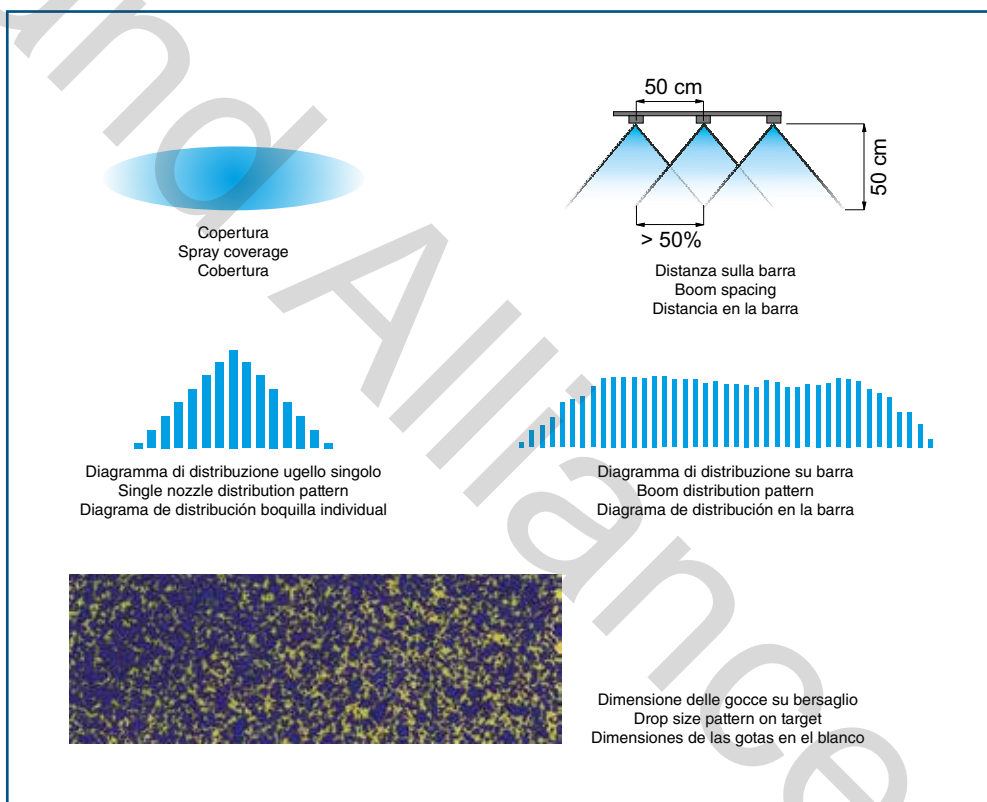 Copertura
Spray coverage
Cobertura
50 cm
50 cm
> 50%
Distanza sulla barra
Boom spacing
Distancia en la barra
Diagramma di distribuzione ugello singolo
Single nozzle distribution pattern
Diagrama de distribución boquilla individual
Diagramma di distribuzione su barra
Boom distribution pattern
Diagrama de distribución en la barra
Dimensione delle gocce su bersaglio
Drop size pattern on target
Dimensiones de las gotas en el blanco
and Alliance